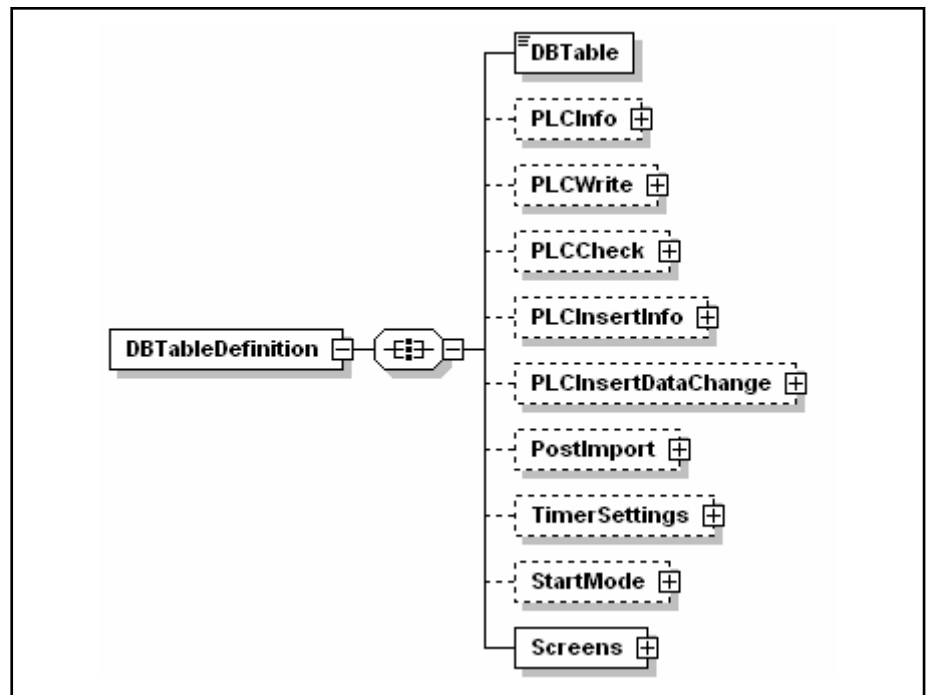 DBTable
PLCInfo
PLCWrite
PLCCheck
PLCInsertInfo
DBTableDefinition
PLCInsertDataChange
PostImport
TimerSettings
StartMode
Screens